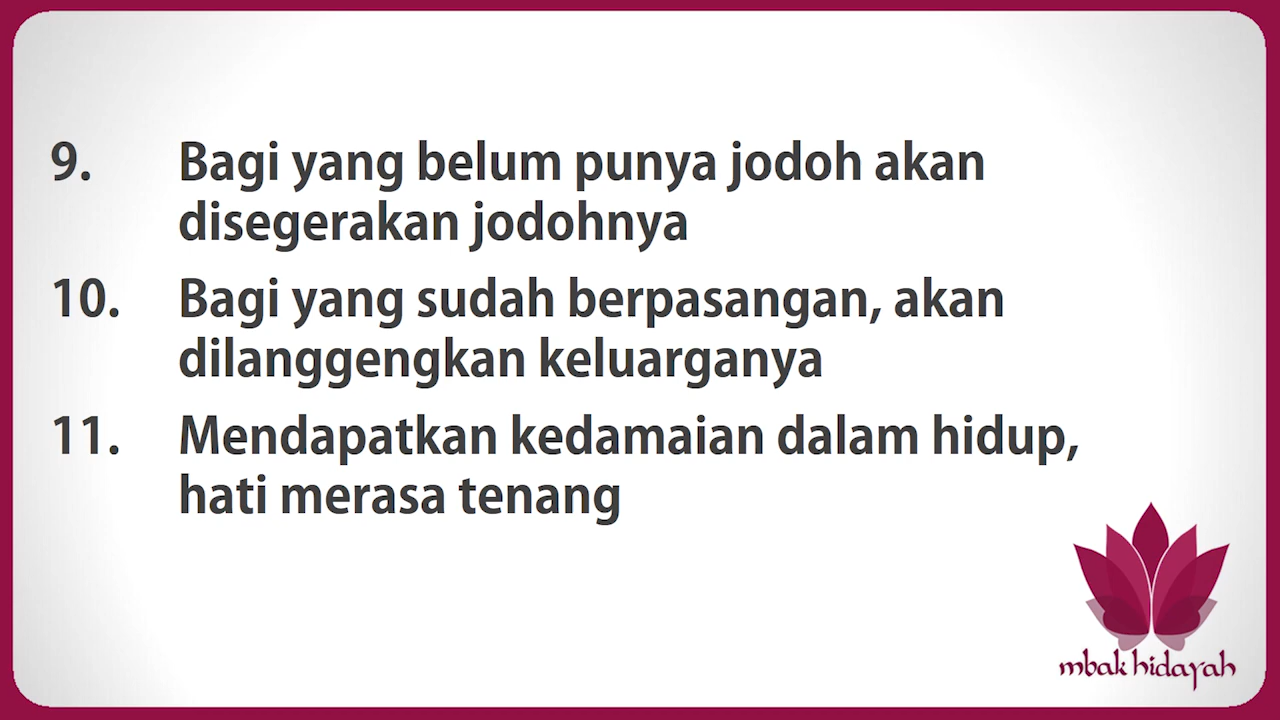 9. Bagi yang belum punya jodoh akan
disegerakan jodohnya
10. Bagi yang sudah berpasangan, akan
dilanggengkan keluarganya
11. Mendapatkan kedamaian dalam hidup,
hati merasa tenang
mbak hidayah